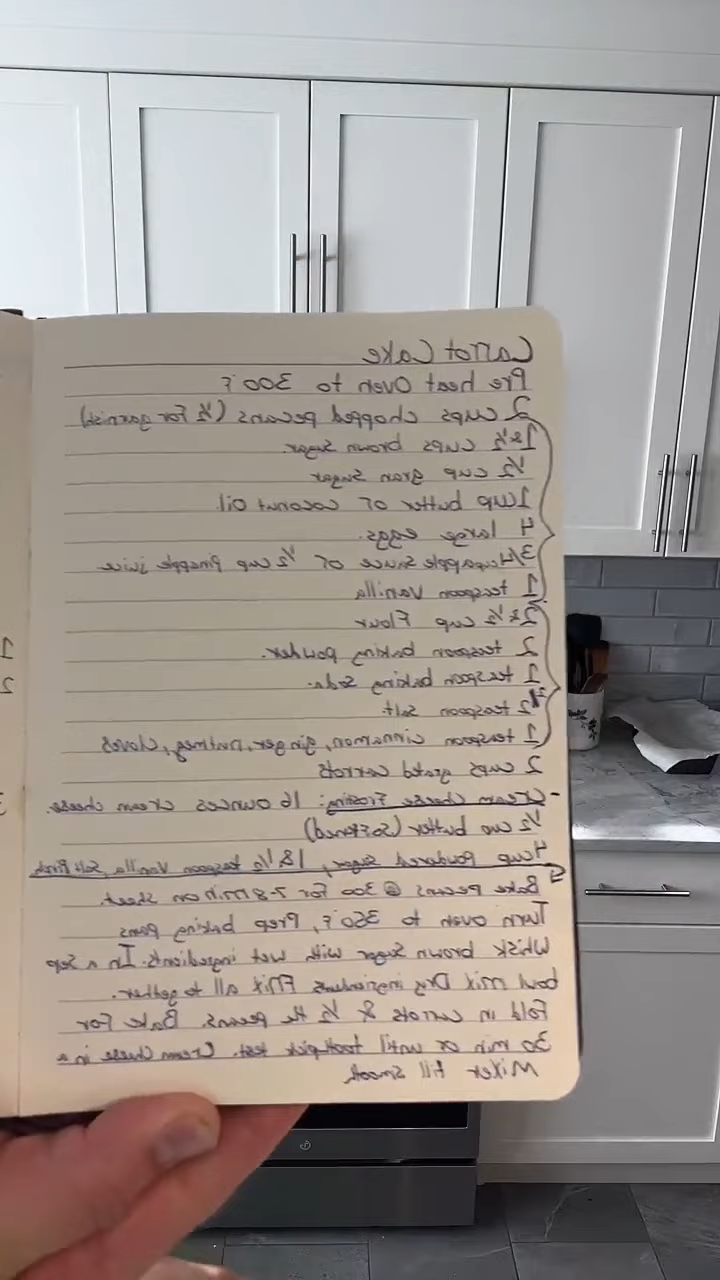 Carrot Cake
Pre heat Oven to 300°F
2 cups chopped pecans (½ for garnish)
1&½ cups brown sugar.
½ cup gran sugar
1 cup butter or coconut oil
4 large eggs.
3/4 cup apple sauce or ½ cup Pineapple juice
1 teaspoon Vanilla
2&½ cup Flour
2 teaspoon baking powder.
1 teaspoon baking Soda.
½ teaspoon Salt
1 teaspoon cinnamon, ginger, nutmeg, cloves
2 cups grated carrots
- Cream Cheese Frosting: 16 ounces cream cheese.
½ cup butter (Softened)
4 cup Powdered Sugar, 1&½ teaspoon Vanilla, Salt Pinch
Bake pecans @ 300 for 7-8 min on sheet.
Turn oven to 350°F, Prep baking pans
Whisk brown sugar with wet ingredients. In a Sep
bowl mix Dry ingredients Mix all together.
Fold in carrots & ½ the pecans. Bake For
30 min or until toothpick test. Cream Cheese in a
Mixer till Smooth
1
2
3